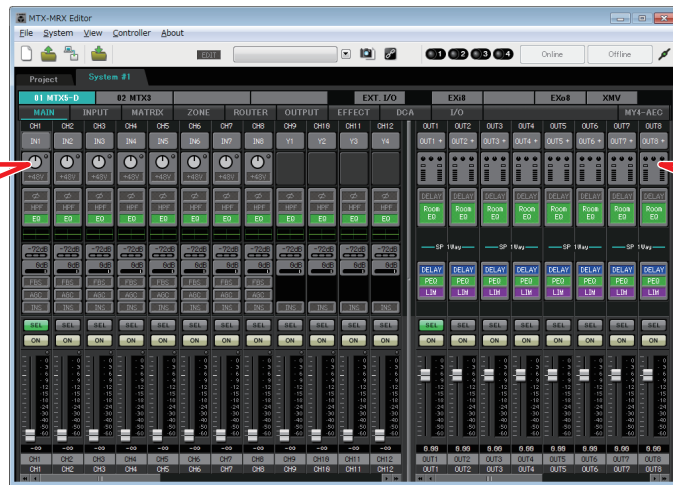 MTX-MRX Editor
File System View Controller About
EDIT 1 2 3 4 Online Offline
Project System #1
01 MTX5-D 02 MTX3 EXT. I/O EXi8 EXo8 XMV
MAIN INPUT MATRIX ZONE ROUTER OUTPUT EFFECT DCA I/O MY4-AEC
CH1 CH2 CH3 CH4 CH5 CH6 CH7 CH8 CH9 CH10 CH11 CH12 OUT1 OUT2 OUT3 OUT4 OUT5 OUT6 OUT7 OUT8
IN1 IN2 IN3 IN4 IN5 IN6 IN7 IN8 Y1 Y2 Y3 Y4 OUT1 + OUT2 + OUT3 + OUT4 + OUT5 + OUT6 + OUT7 + OUT8 +
+48V +48V +48V +48V +48V +48V +48V +48V
Ø Ø Ø Ø Ø Ø Ø Ø Ø Ø Ø Ø DELAY DELAY DELAY DELAY DELAY DELAY DELAY DELAY
HPF HPF HPF HPF HPF HPF HPF HPF HPF HPF HPF HPF Room Room Room Room Room Room Room Room
EQ EQ EQ EQ EQ EQ EQ EQ EQ EQ EQ EQ EQ EQ EQ EQ EQ EQ EQ EQ
-72dB -72dB -72dB -72dB -72dB -72dB -72dB -72dB -72dB -72dB -72dB -72dB SP 1Way SP 1Way SP 1Way SP 1Way
0dB 0dB 0dB 0dB 0dB 0dB 0dB 0dB 0dB 0dB 0dB 0dB DELAY DELAY DELAY DELAY DELAY DELAY DELAY DELAY
FBS FBS FBS FBS FBS FBS FBS FBS PEQ PEQ PEQ PEQ PEQ PEQ PEQ PEQ
AGC AGC AGC AGC AGC AGC AGC AGC LIM LIM LIM LIM LIM LIM LIM LIM
INS INS INS INS INS INS INS INS INS INS INS INS
SEL SEL SEL SEL SEL SEL SEL SEL SEL SEL SEL SEL SEL SEL SEL SEL SEL SEL SEL SEL
ON ON ON ON ON ON ON ON ON ON ON ON ON ON ON ON ON ON ON ON
-∞ -∞ -∞ -∞ -∞ -∞ -∞ -∞ -∞ -∞ -∞ -∞ 0.00 0.00 0.00 0.00 0.00 0.00 0.00 0.00
CH1 CH2 CH3 CH4 CH5 CH6 CH7 CH8 CH9 CH10 CH11 CH12 OUT1 OUT2 OUT3 OUT4 OUT5 OUT6 OUT7 OUT8
CH1 CH2 CH3 CH4 CH5 CH6 CH7 CH8 CH9 CH10 CH11 CH12 OUT1 OUT2 OUT3 OUT4 OUT5 OUT6 OUT7 OUT8